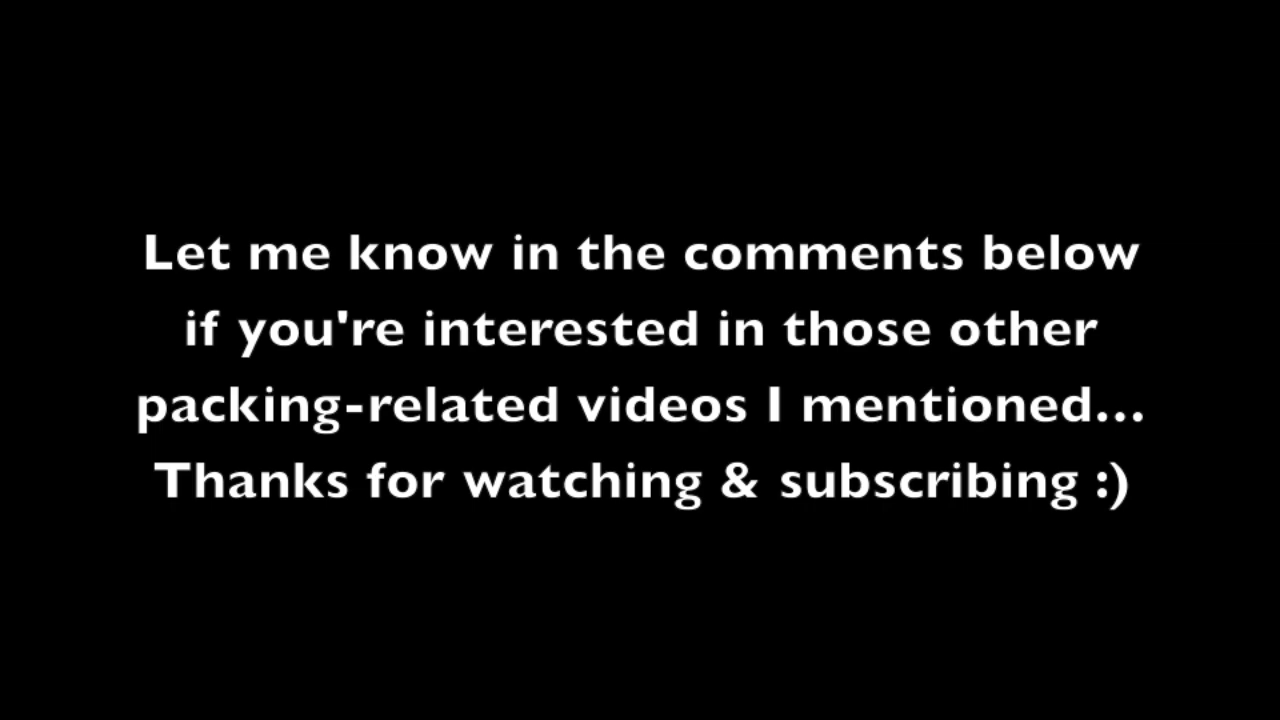 Let me know in the comments below
if you're interested in those other
packing-related videos I mentioned...
Thanks for watching & subscribing :)